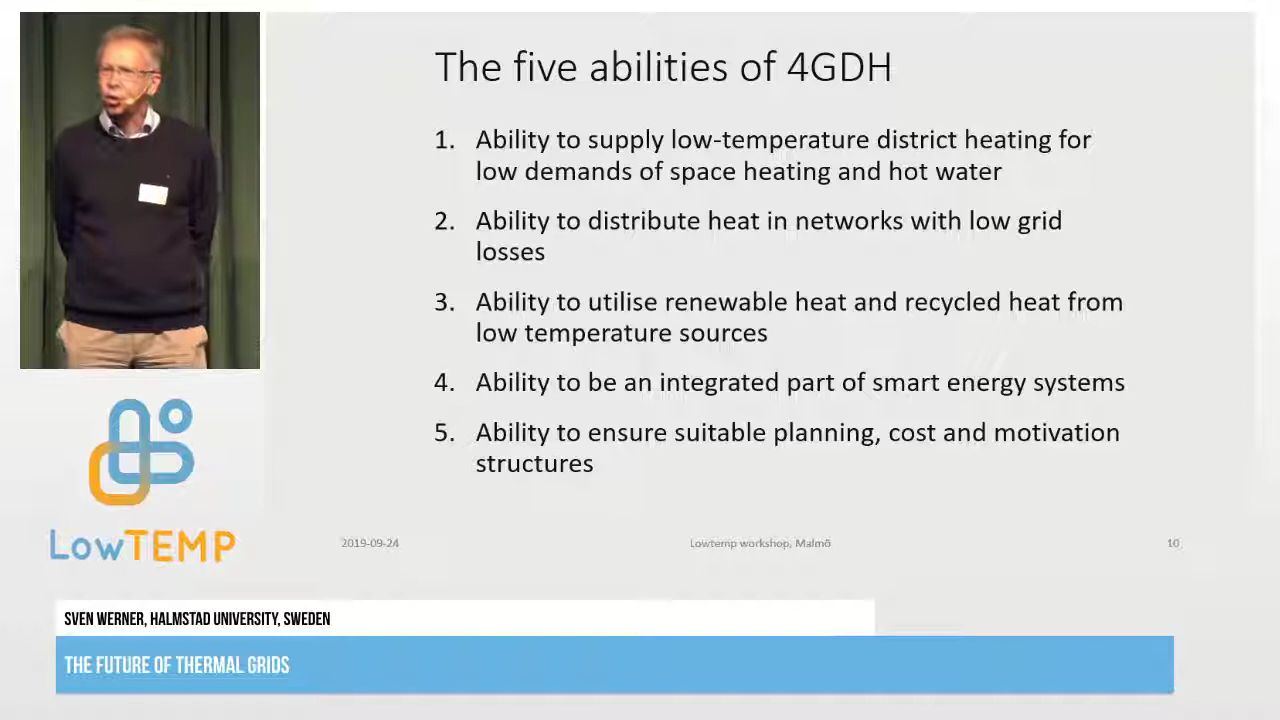 The five abilities of 4GDH
1. Ability to supply low-temperature district heating for
low demands of space heating and hot water
2. Ability to distribute heat in networks with low grid
losses
3. Ability to utilise renewable heat and recycled heat from
low temperature sources
4. Ability to be an integrated part of smart energy systems
5. Ability to ensure suitable planning, cost and motivation
structures
LowTEMP
2019-09-24
Lowtemp workshop, Malmö
10
SVEN WERNER, HALMSTAD UNIVERSITY, SWEDEN
THE FUTURE OF THERMAL GRIDS